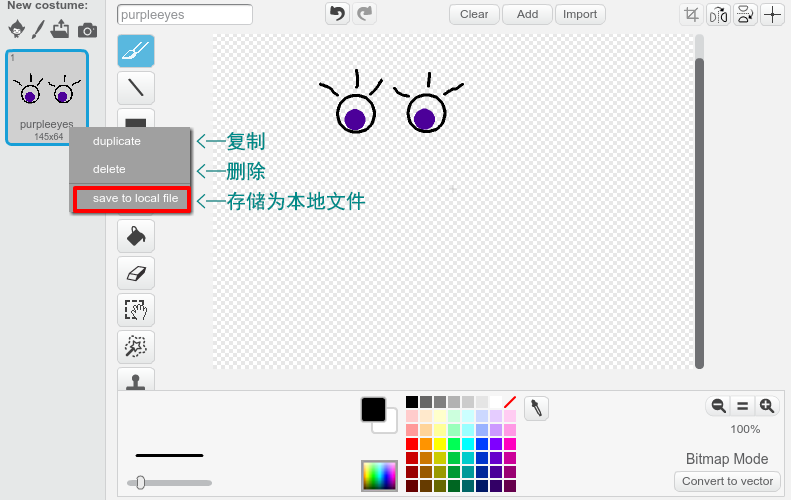 New costume:
purpleeyes
Clear
Add
Import
1
purpleeyes
145x64
duplicate
复制
delete
删除
save to local file
存储为本地文件
100%
Bitmap Mode
Convert to vector